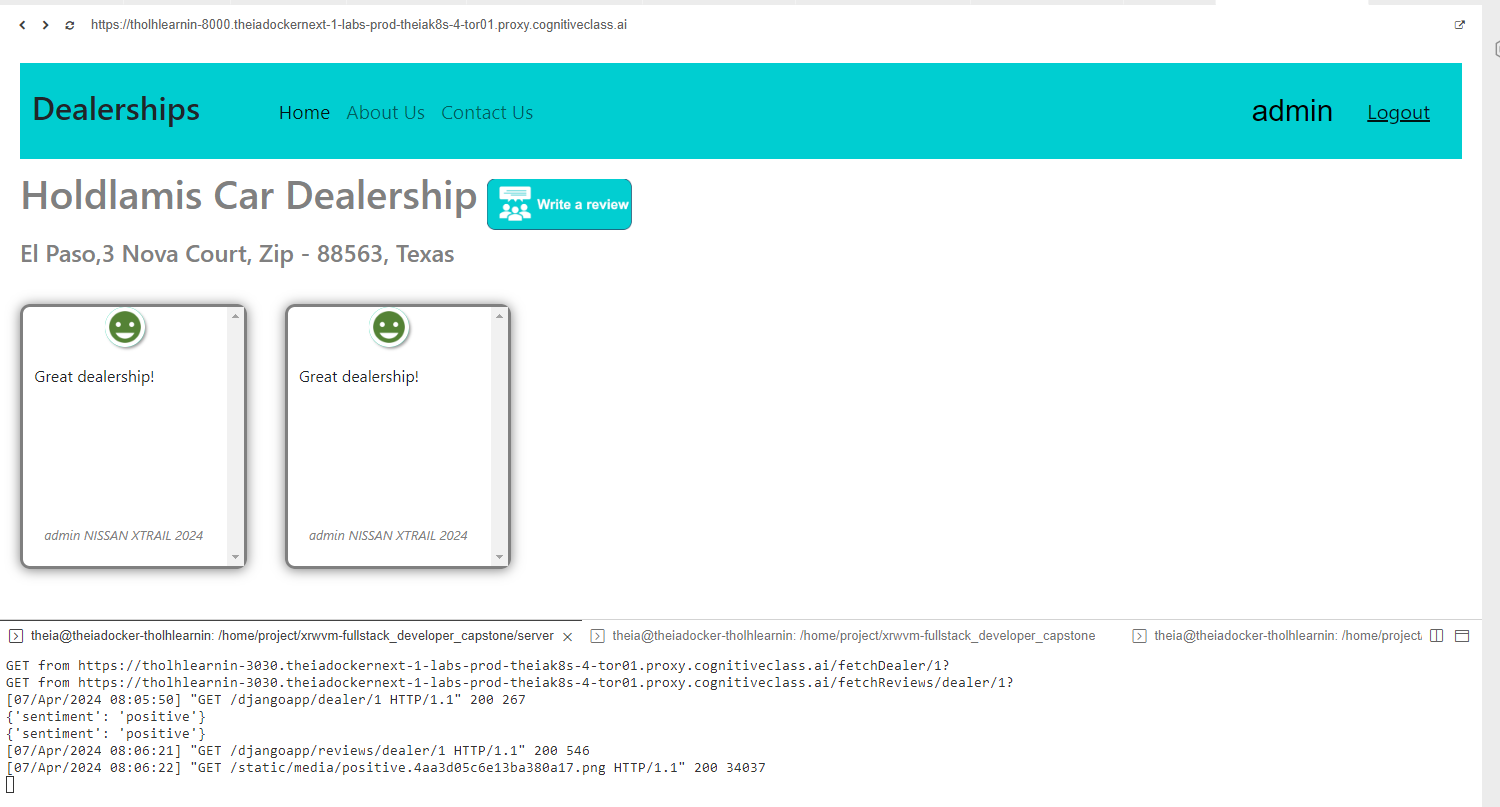 https://tholhlearnin-8000.theiadockernext-1-labs-prod-theiak8s-4-tor01.proxy.cognitiveclass.ai
Dealerships Home About Us Contact Us admin Logout
Holdlamis Car Dealership Write a review
El Paso,3 Nova Court, Zip - 88563, Texas
Great dealership! Great dealership!
admin NISSAN XTRAIL 2024 admin NISSAN XTRAIL 2024
theia@theiadocker-tholhlearnin: /home/project/xrwvm-fullstack_developer_capstone/server theia@theiadocker-tholhlearnin: /home/project/xrwvm-fullstack_developer_capstone theia@theiadocker-tholhlearnin: /home/project/
GET from https://tholhlearnin-3030.theiadockernext-1-labs-prod-theiak8s-4-tor01.proxy.cognitiveclass.ai/fetchDealer/1?
GET from https://tholhlearnin-3030.theiadockernext-1-labs-prod-theiak8s-4-tor01.proxy.cognitiveclass.ai/fetchReviews/dealer/1?
[07/Apr/2024 08:05:50] "GET /djangoapp/dealer/1 HTTP/1.1" 200 267
{'sentiment': 'positive'}
{'sentiment': 'positive'}
[07/Apr/2024 08:06:21] "GET /djangoapp/reviews/dealer/1 HTTP/1.1" 200 546
[07/Apr/2024 08:06:22] "GET /static/media/positive.4aa3d05c6e13ba380a17.png HTTP/1.1" 200 34037